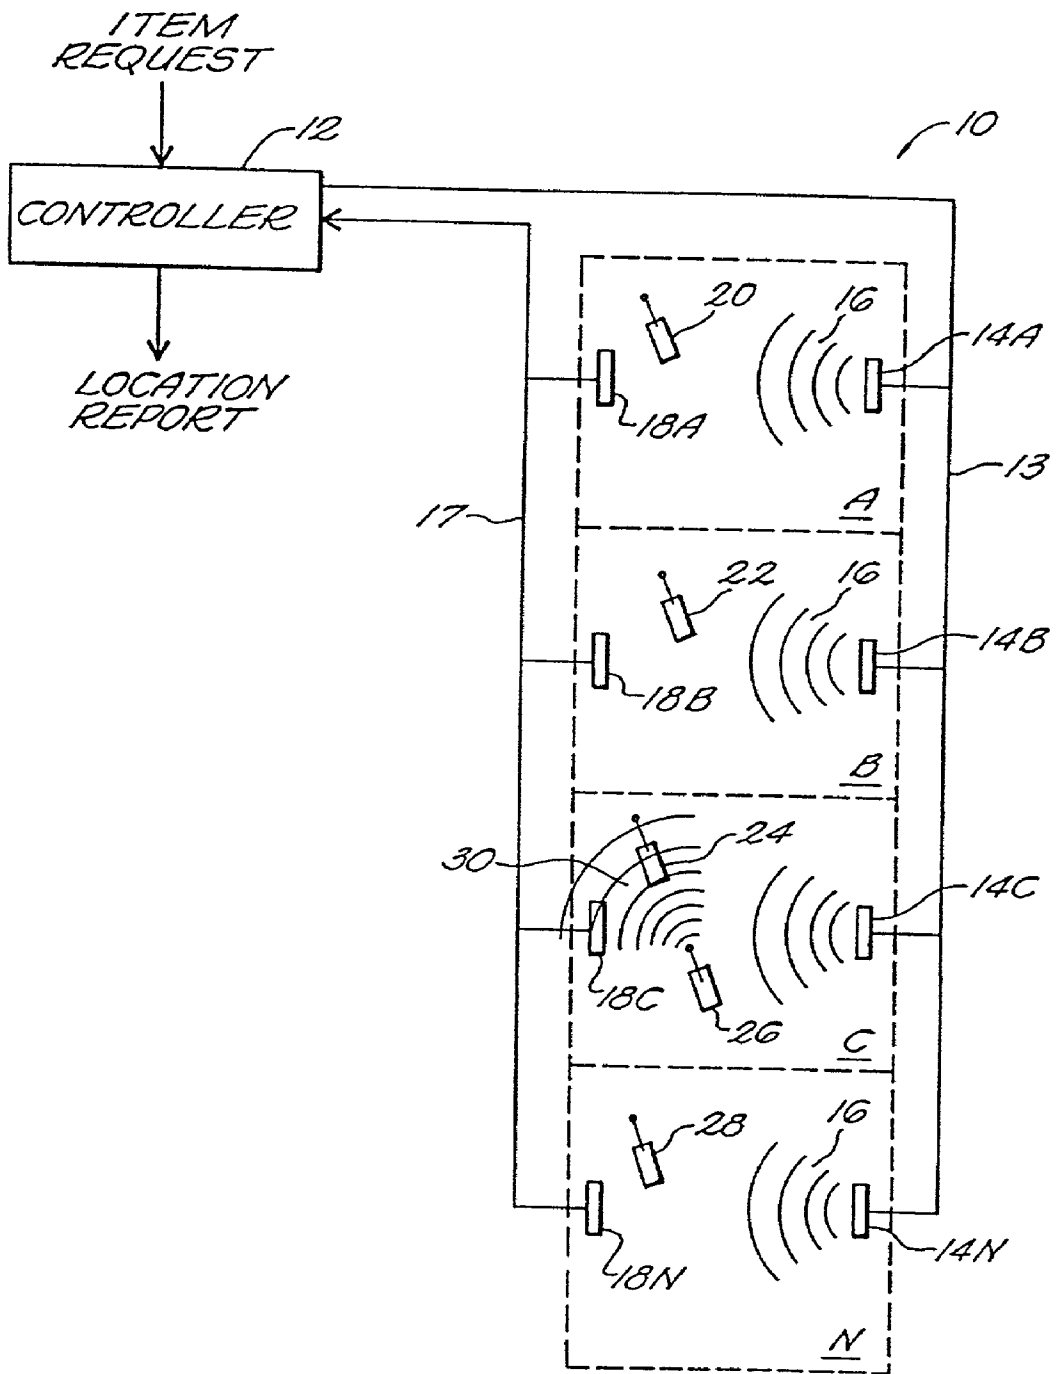 ITEM
REQUEST
12
10
CONTROLLER
20
16
14A
LOCATION
REPORT
18A
13
17
A
22
16
14B
18B
B
24
30
14C
18C
26
C
28
16
18N
14N
N